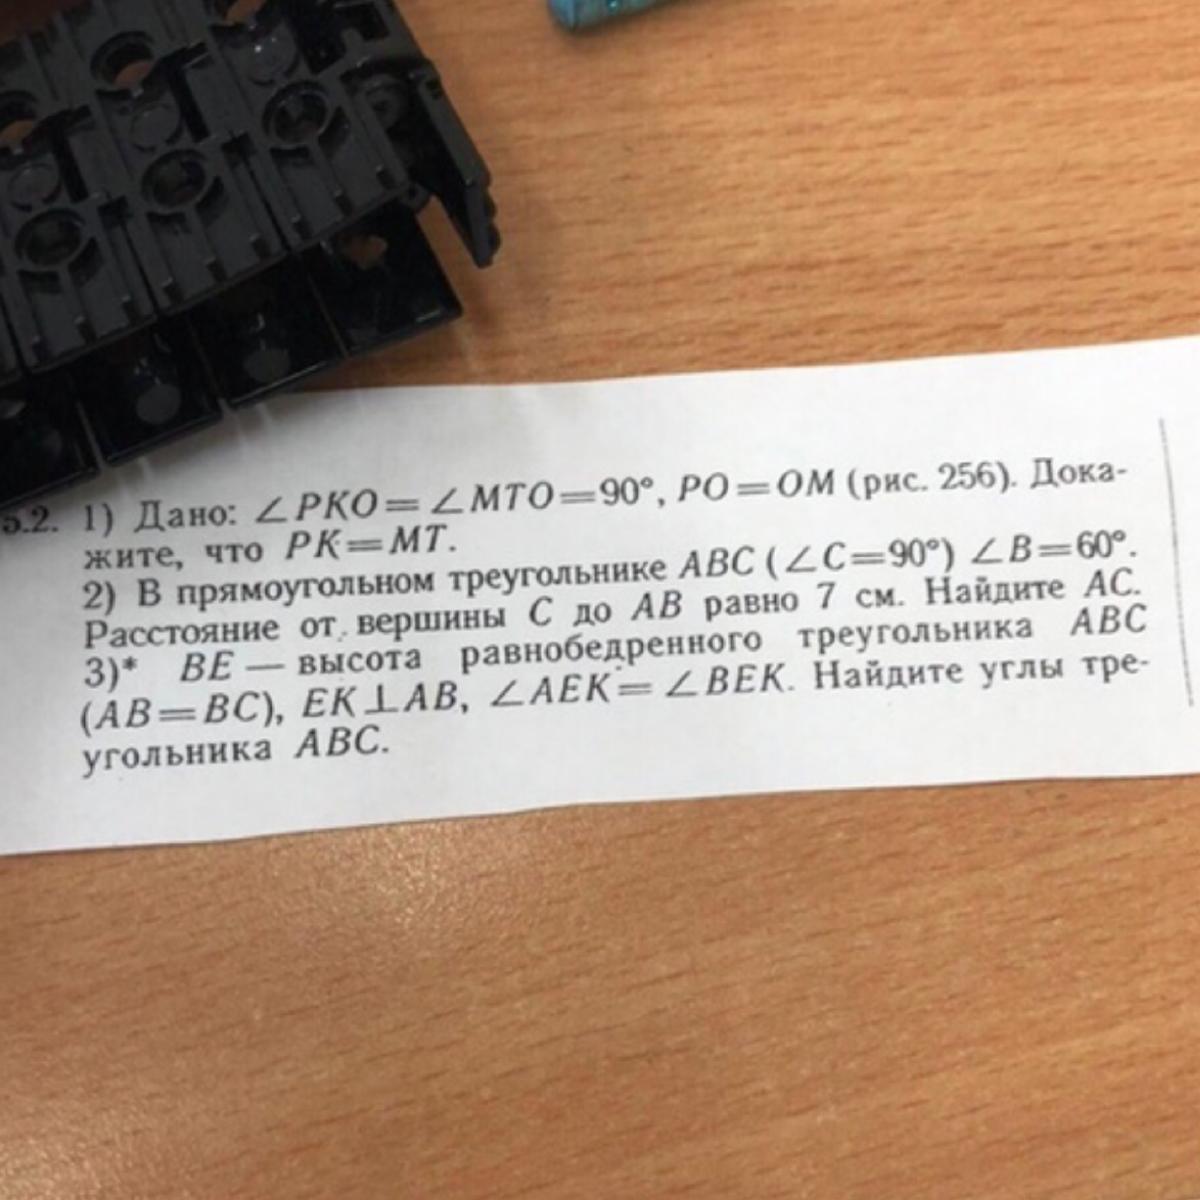 5.2. 1) Дано: ∠PKO=∠MTO=90°, PO=OM (рис. 256). Дока-
жите, что PK=MT.
2) В прямоугольном треугольнике ABC (∠C=90°) ∠B=60°.
Расстояние от вершины C до AB равно 7 см. Найдите AC.
3)* BE — высота равнобедренного треугольника ABC
(AB=BC), EK⊥AB, ∠AEK=∠BEK. Найдите углы тре-
угольника ABC.